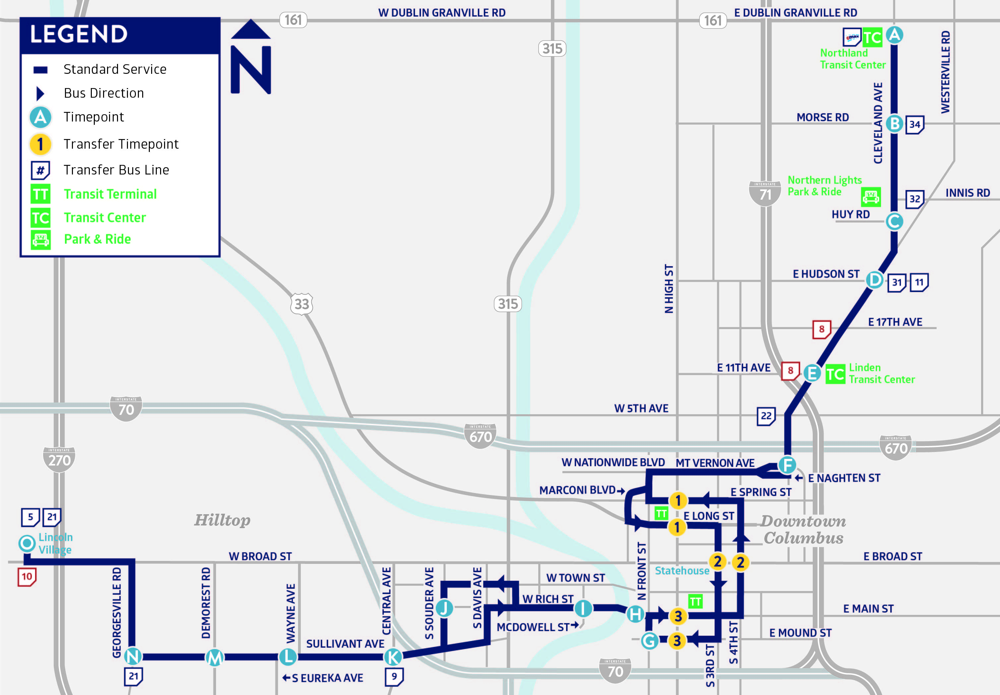 W DUBLIN GRANVILLE RD
E DUBLIN GRANVILLE RD
161
161
LEGEND
Standard Service
Bus Direction
A
Timepoint
1
Transfer Timepoint
#
Transfer Bus Line
TT
Transit Terminal
TC
Transit Center
Park & Ride
N
315
cmax
TC
A
Northland
Transit Center
WESTERVILLE RD
CLEVELAND AVE
MORSE RD
B
34
Northern Lights
Park & Ride
INTERSTATE
71
32
INNIS RD
HUY RD
C
N HIGH ST
E HUDSON ST
D
31
11
33
315
8
E 17TH AVE
E 11TH AVE
8
E
TC
Linden
Transit Center
INTERSTATE
70
W 5TH AVE
22
INTERSTATE
670
INTERSTATE
670
INTERSTATE
270
W NATIONWIDE BLVD
MT VERNON AVE
F
E NAGHTEN ST
MARCONI BLVD
E SPRING ST
1
TT
E LONG ST
1
5
21
Hilltop
Downtown
Columbus
Lincoln
Village
W BROAD ST
E BROAD ST
2
2
Statehouse
10
GEORGESVILLE RD
DEMOREST RD
WAYNE AVE
CENTRAL AVE
S SOUDER AVE
S DAVIS AVE
W TOWN ST
N FRONT ST
W RICH ST
TT
J
I
H
3
E MAIN ST
MCDOWELL ST
E MOUND ST
G
3
SULLIVANT AVE
N
M
L
K
S 3RD ST
S 4TH ST
21
S EUREKA AVE
9
INTERSTATE
70